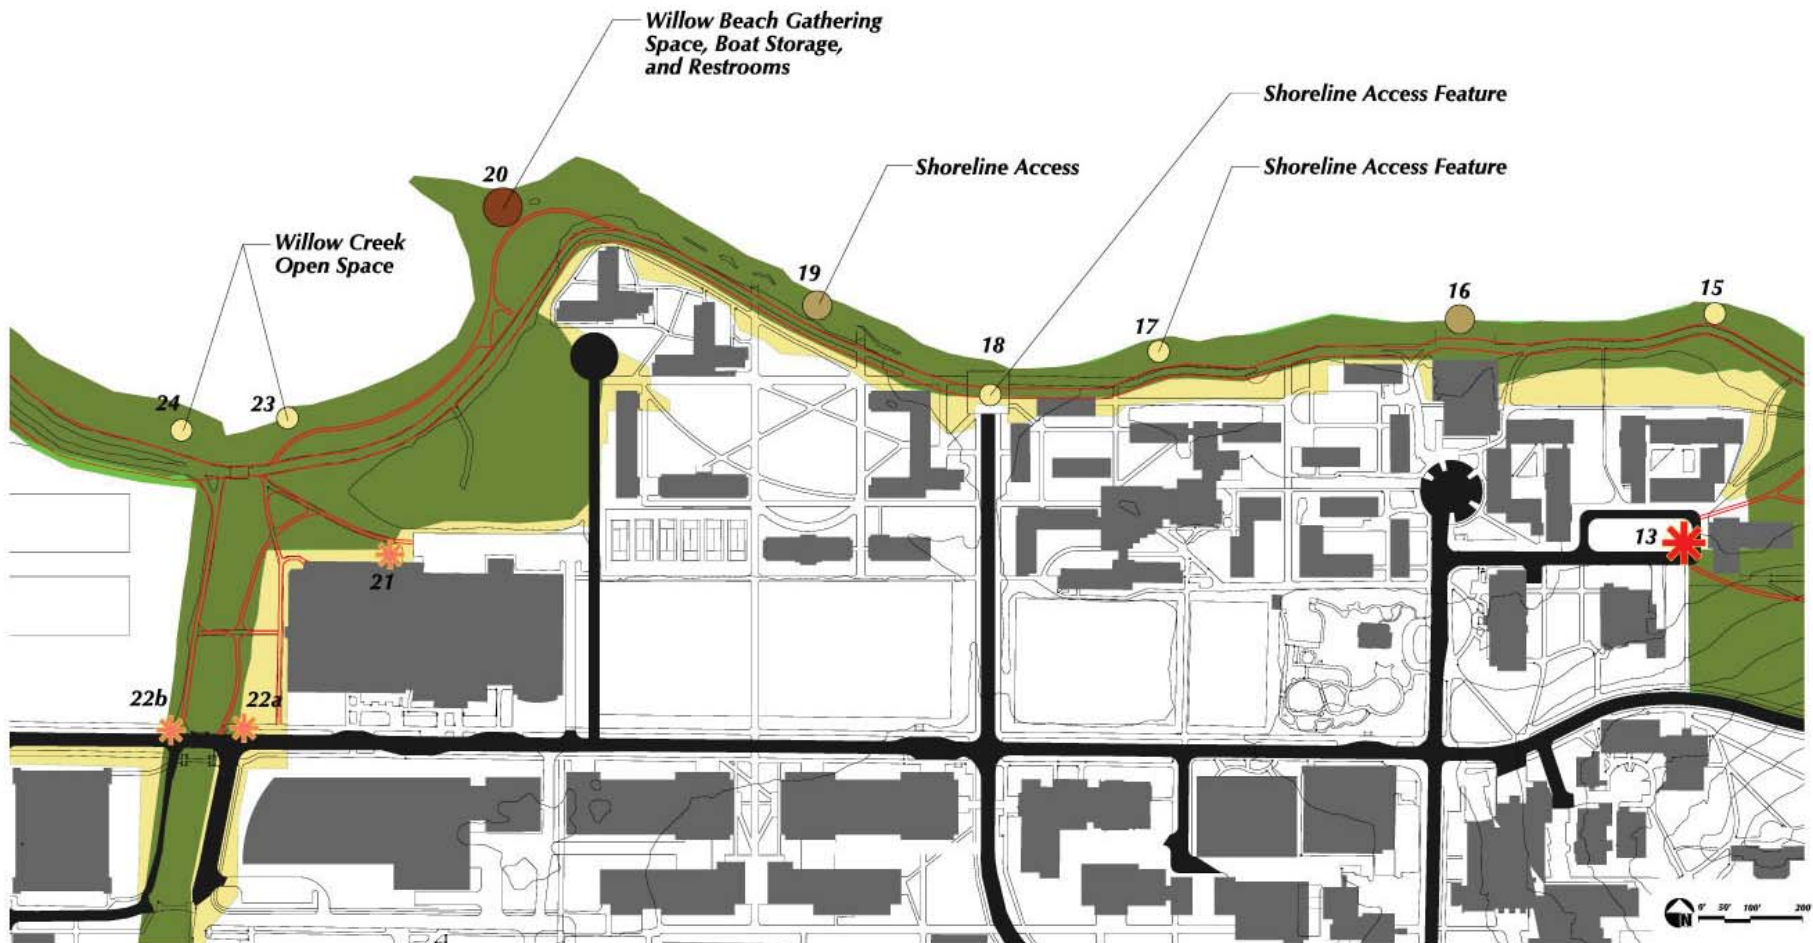 Willow Beach Gathering
Space, Boat Storage,
and Restrooms
Shoreline Access Feature
Shoreline Access
Shoreline Access Feature
20
Willow Creek
Open Space
19
16
15
17
18
24
23
13
21
22b
22a
N
0' 50' 100' 200'